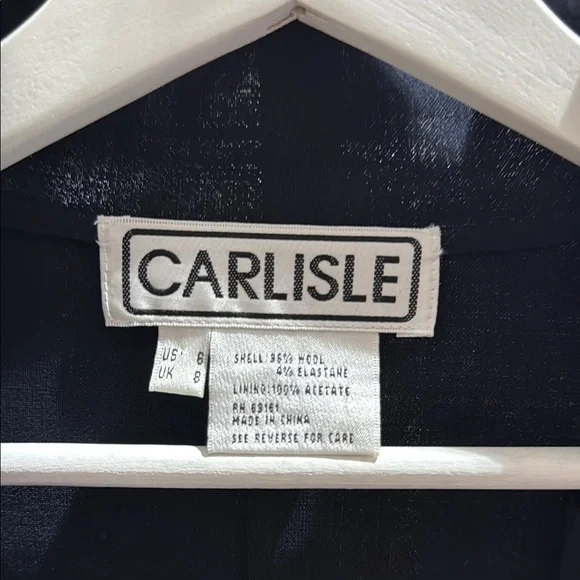 CARLISLE
US 6
UK 8
SHELL: 96% WOOL
4% ELASTANE
LINING: 100% ACETATE
RN 69161
MADE IN CHINA
SEE REVERSE FOR CARE